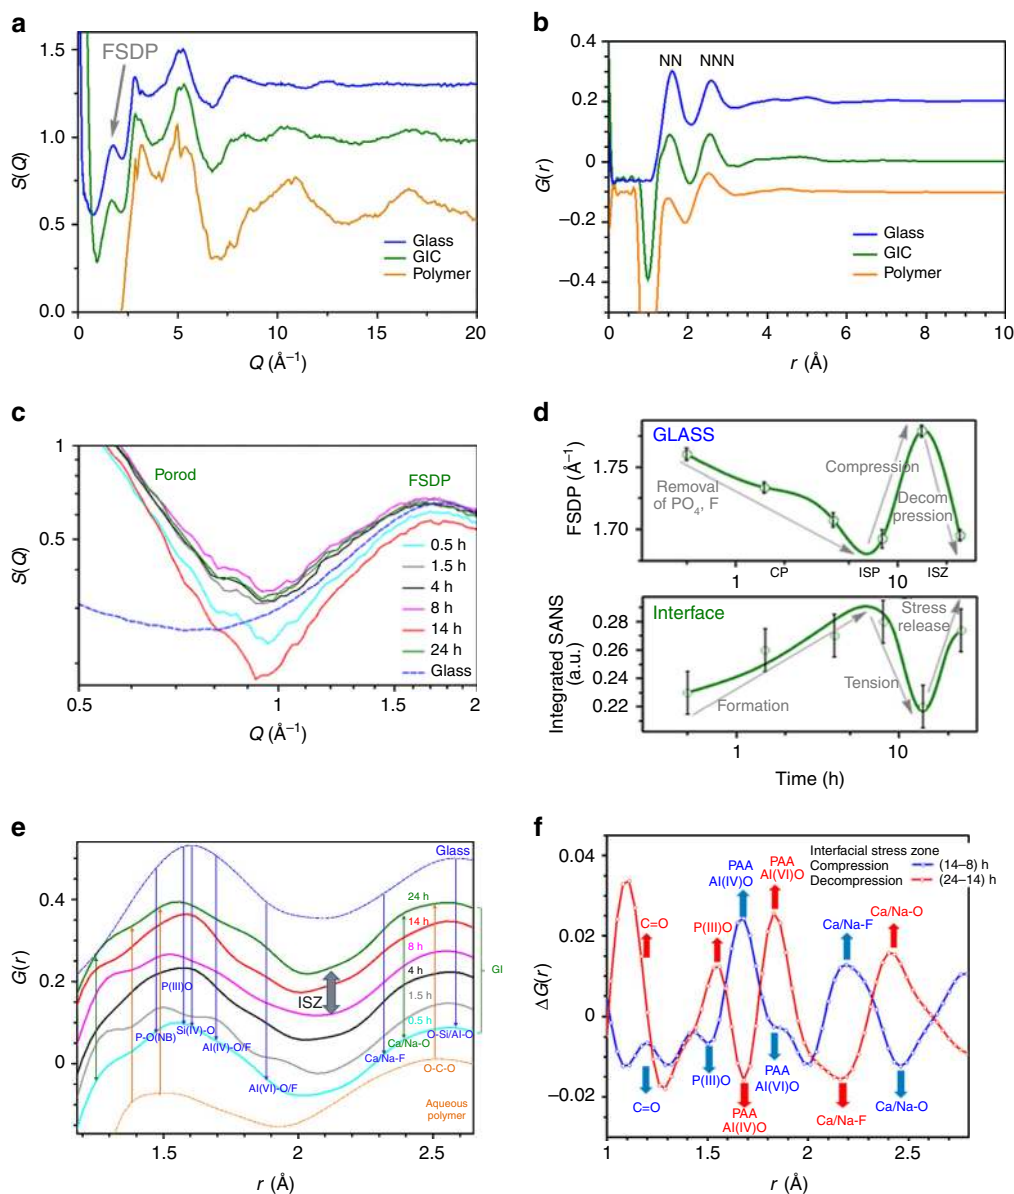 a
1.5
1.0
0.5
0.0
S(Q)
FSDP
Glass
GIC
Polymer
0
5
10
15
20
Q (Å–1)
b
0.4
0.2
0
–0.2
–0.4
G(r)
NN
NNN
Glass
GIC
Polymer
0
2
4
6
8
10
r (Å)
c
1
0.5
S(Q)
Porod
FSDP
0.5 h
1.5 h
4 h
8 h
14 h
24 h
Glass
0.5
1
1.5
2
Q (Å–1)
d
GLASS
1.75
1.70
FSDP (Å–1)
Removal
of PO4, F
Compression
Decom
pression
1
CP
ISP
10
ISZ
Interface
0.28
0.26
0.24
0.22
Integrated SANS
(a.u.)
Formation
Tension
Stress
release
1
10
Time (h)
e
0.4
0.2
0
G(r)
Glass
24 h
14 h
8 h
4 h
1.5 h
0.5 h
GI
ISZ
P(III)O
P-O(NB)
Si(IV)-O
Al(IV)-O/F
Al(VI)-O/F
Ca/Na-F
Ca/Na-O
O-Si/Al-O
O-C-O
Aqueous
polymer
1.5
2
2.5
r (Å)
f
0.04
0.02
0
–0.02
ΔG(r)
Interfacial stress zone
Compression
(14–8) h
Decompression
(24–14) h
PAA
Al(IV)O
PAA
Al(VI)O
C=O
P(III)O
Ca/Na-F
Ca/Na-O
C=O
P(III)O
PAA
Al(IV)O
PAA
Al(VI)O
Ca/Na-F
Ca/Na-O
1
1.5
2
2.5
r (Å)